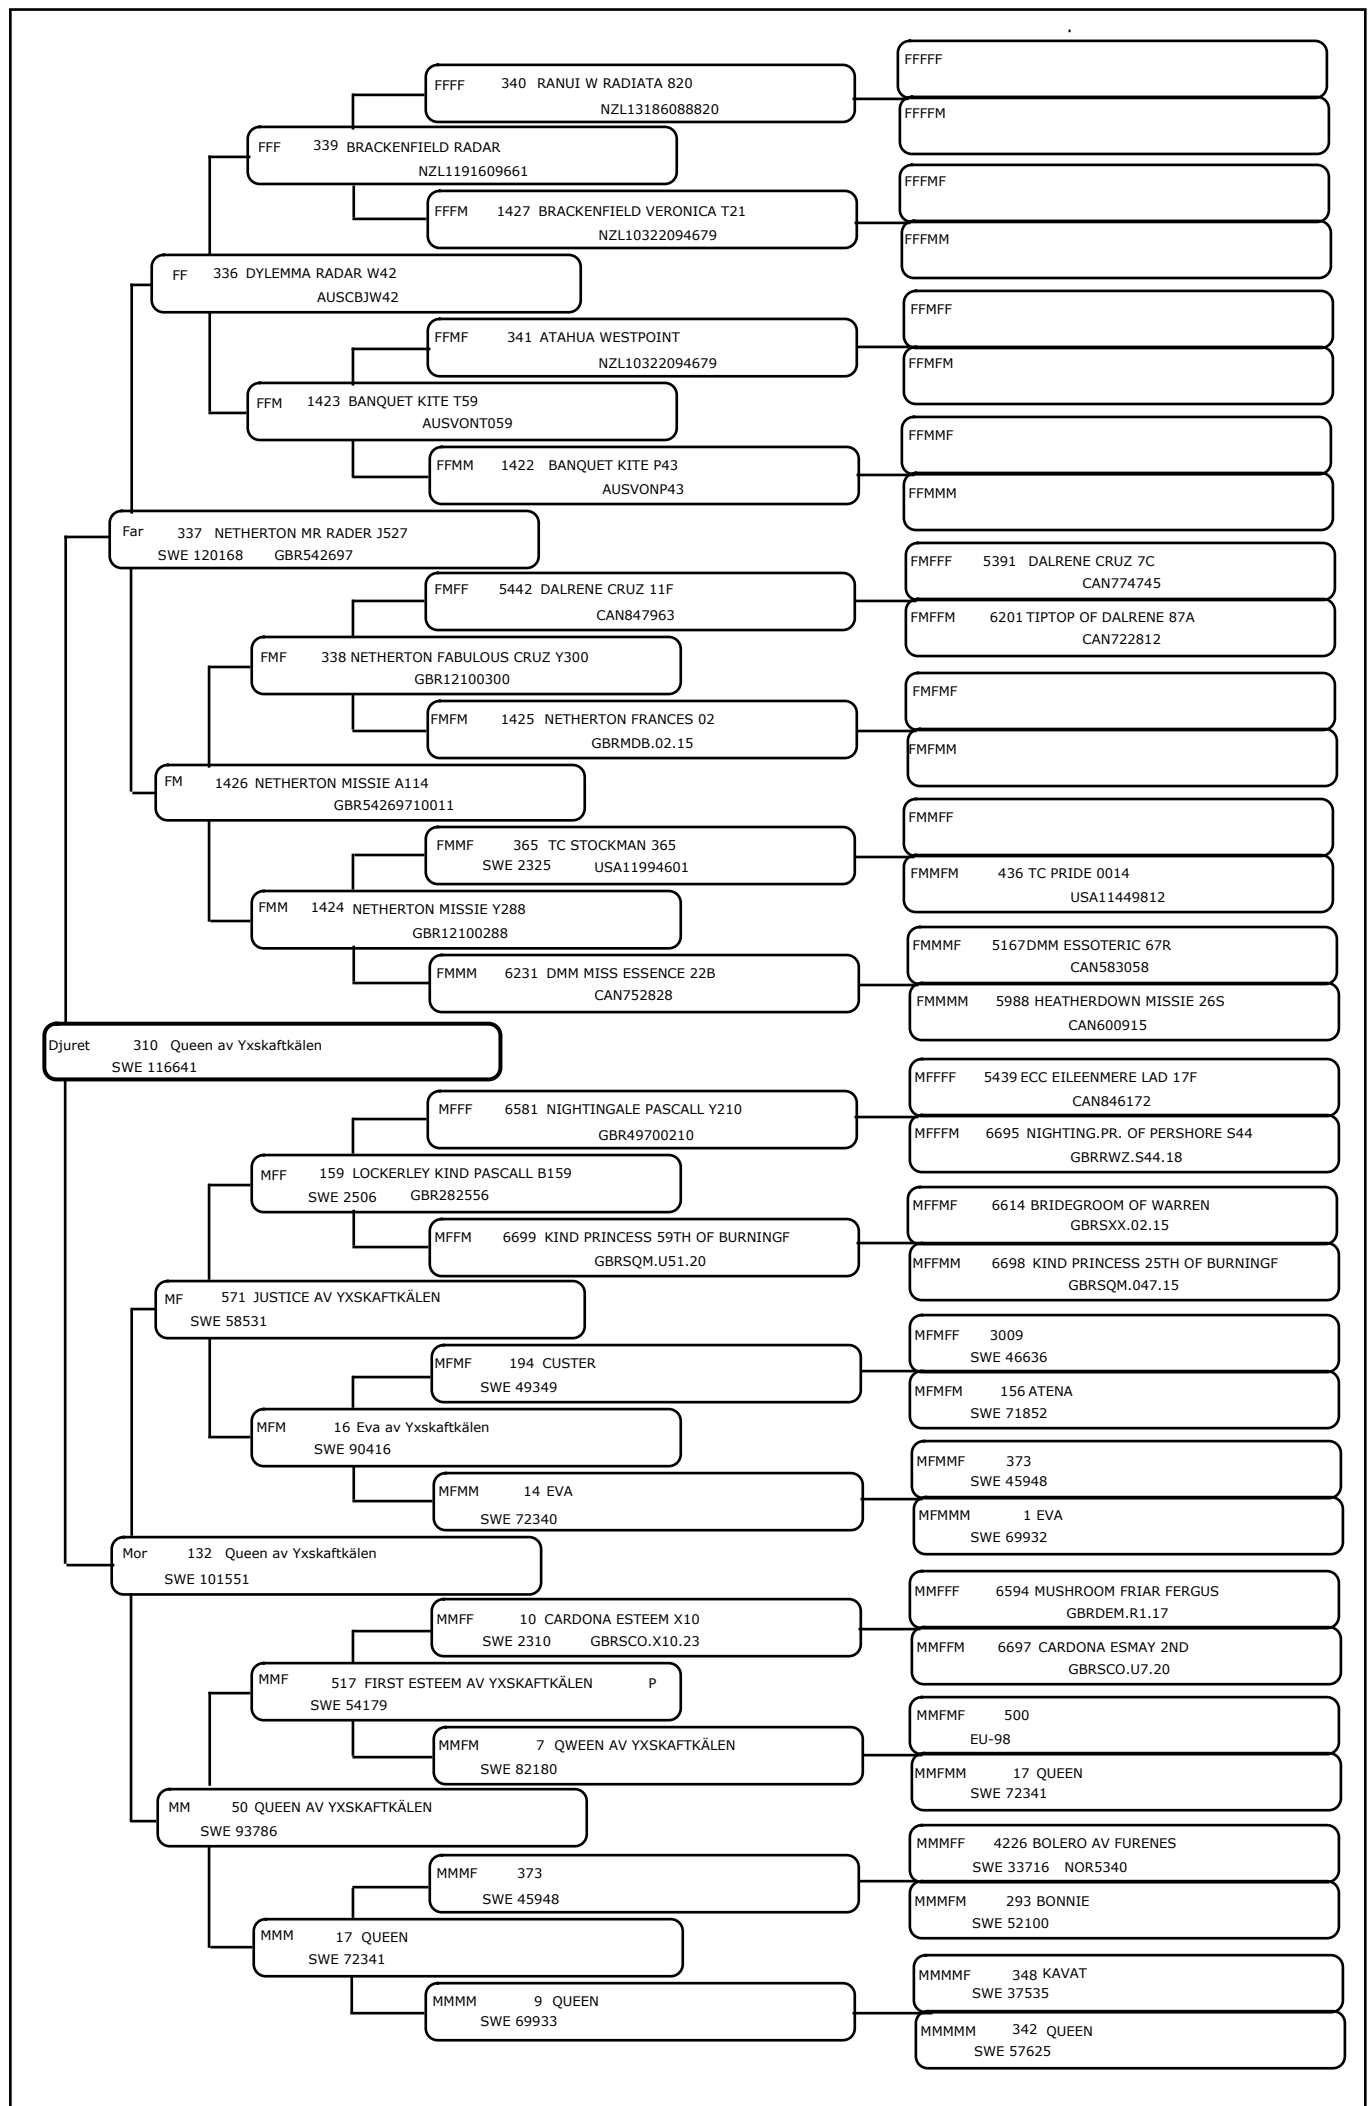 FFFFF
FFFF 340 RANUI W RADIATA 820
NZL13186088820
FFFFM
FFF 339 BRACKENFIELD RADAR
NZL1191609661
FFFMF
FFFM 1427 BRACKENFIELD VERONICA T21
NZL10322094679
FFFMM
FF 336 DYLEMMA RADAR W42
AUSCBJW42
FFMFF
FFMF 341 ATAHUA WESTPOINT
NZL10322094679
FFMFM
FFM 1423 BANQUET KITE T59
AUSVONT059
FFMMF
FFMM 1422 BANQUET KITE P43
AUSVONP43
FFMMM
Far 337 NETHERTON MR RADER J527
SWE 120168 GBR542697
FMFFF 5391 DALRENE CRUZ 7C
CAN774745
FMFF 5442 DALRENE CRUZ 11F
CAN847963
FMFFM 6201 TIPTOP OF DALRENE 87A
CAN722812
FMF 338 NETHERTON FABULOUS CRUZ Y300
GBR12100300
FMFMF
FMFM 1425 NETHERTON FRANCES 02
GBRMDB.02.15
FMFMM
FM 1426 NETHERTON MISSIE A114
GBR54269710011
FMMFF
FMMF 365 TC STOCKMAN 365
SWE 2325 USA11994601
FMMFM 436 TC PRIDE 0014
USA11449812
FMM 1424 NETHERTON MISSIE Y288
GBR12100288
FMMMF 5167DMM ESSOTERIC 67R
CAN583058
FMMM 6231 DMM MISS ESSENCE 22B
CAN752828
FMMMM 5988 HEATHERDOWN MISSIE 26S
CAN600915
Djuret 310 Queen av Yxskaftkälen
SWE 116641
MFFFF 5439 ECC EILEENMERE LAD 17F
CAN846172
MFFF 6581 NIGHTINGALE PASCALL Y210
GBR49700210
MFFFM 6695 NIGHTING.PR. OF PERSHORE S44
GBRRWZ.S44.18
MFF 159 LOCKERLEY KIND PASCALL B159
SWE 2506 GBR282556
MFFMF 6614 BRIDEGROOM OF WARREN
GBRSXX.02.15
MFFM 6699 KIND PRINCESS 59TH OF BURNINGF
GBRSQM.U51.20
MFFMM 6698 KIND PRINCESS 25TH OF BURNINGF
GBRSQM.047.15
MF 571 JUSTICE AV YXSKAFTKÄLEN
SWE 58531
MFMFF 3009
SWE 46636
MFMF 194 CUSTER
SWE 49349
MFMFM 156 ATENA
SWE 71852
MFM 16 Eva av Yxskaftkälen
SWE 90416
MFMMF 373
SWE 45948
MFMM 14 EVA
SWE 72340
MFMMM 1 EVA
SWE 69932
Mor 132 Queen av Yxskaftkälen
SWE 101551
MMFFF 6594 MUSHROOM FRIAR FERGUS
GBRDEM.R1.17
MMFF 10 CARDONA ESTEEM X10
SWE 2310 GBRSCO.X10.23
MMFFM 6697 CARDONA ESMAY 2ND
GBRSCO.U7.20
MMF 517 FIRST ESTEEM AV YXSKAFTKÄLEN P
SWE 54179
MMFMF 500
EU-98
MMFM 7 QWEEN AV YXSKAFTKÄLEN
SWE 82180
MMFMM 17 QUEEN
SWE 72341
MM 50 QUEEN AV YXSKAFTKÄLEN
SWE 93786
MMMFF 4226 BOLERO AV FURENES
SWE 33716 NOR5340
MMMF 373
SWE 45948
MMMFM 293 BONNIE
SWE 52100
MMM 17 QUEEN
SWE 72341
MMMMF 348 KAVAT
SWE 37535
MMMM 9 QUEEN
SWE 69933
MMMMM 342 QUEEN
SWE 57625